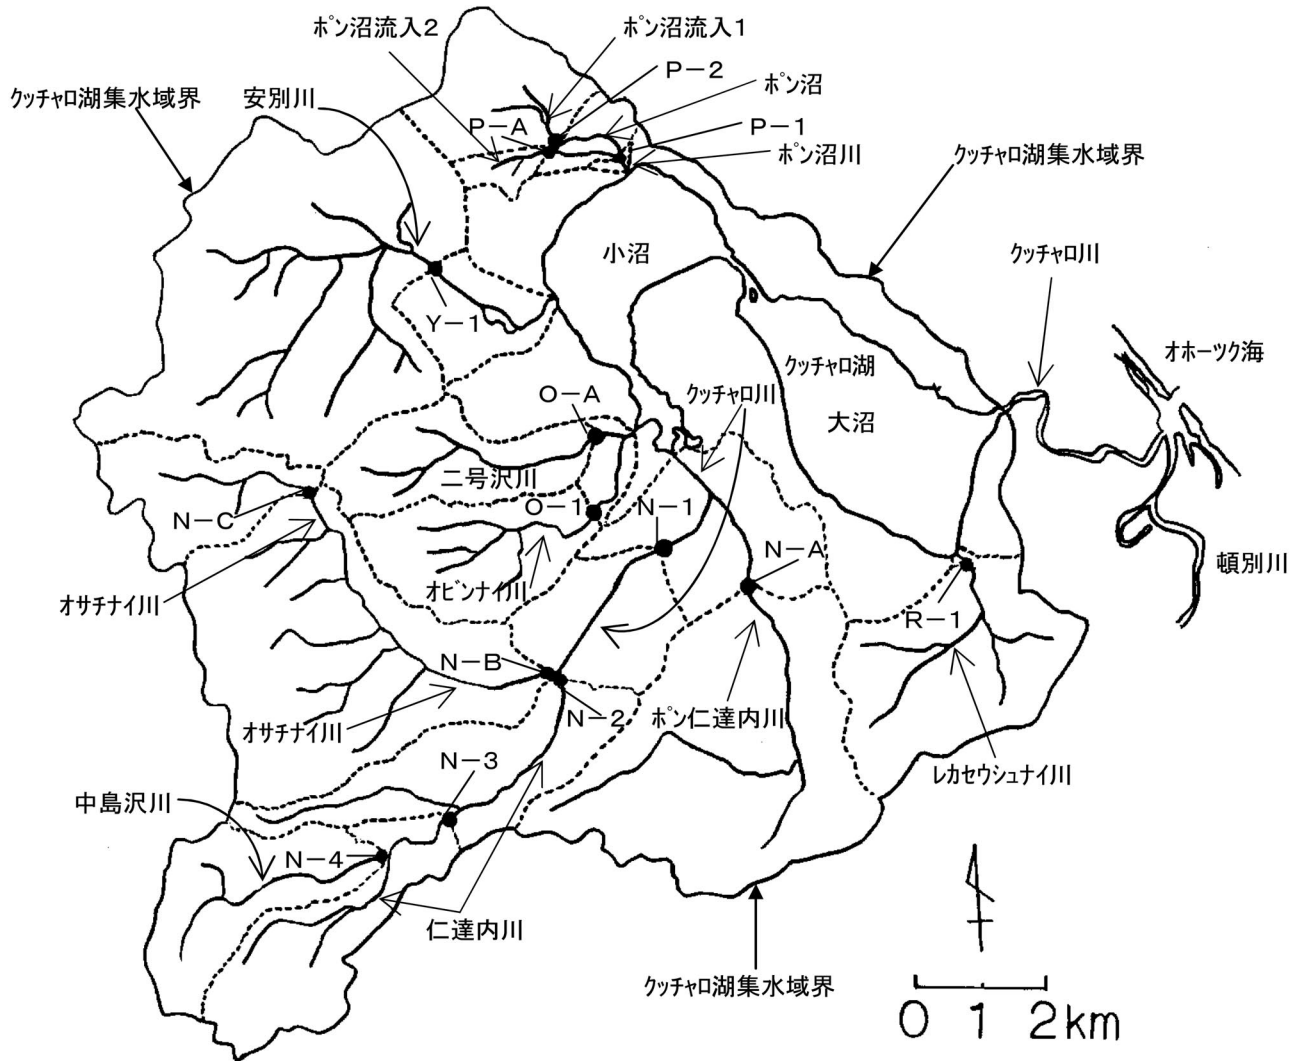 ﾎﾟﾝ沼流入2
ﾎﾟﾝ沼流入1
P－2
ｸｯﾁｬﾛ湖集水域界
安別川
ﾎﾟﾝ沼
P－A
P－1
ﾎﾟﾝ沼川
ｸｯﾁｬﾛ湖集水域界
小沼
ｸｯﾁｬﾛ川
Y－1
ｵﾎｰﾂｸ海
ｸｯﾁｬﾛ湖
O－A
ｸｯﾁｬﾛ川
大沼
二号沢川
O－1
N－1
N－C
N－A
頓別川
ｵｻﾁﾅｲ川
ｵﾋﾞﾝﾅｲ川
R－1
N－B
N－2
ﾎﾟﾝ仁達内川
ｵｻﾁﾅｲ川
N－3
ﾚｶｾｳｼｭﾅｲ川
中島沢川
N－4
仁達内川
ｸｯﾁｬﾛ湖集水域界
0 1 2km